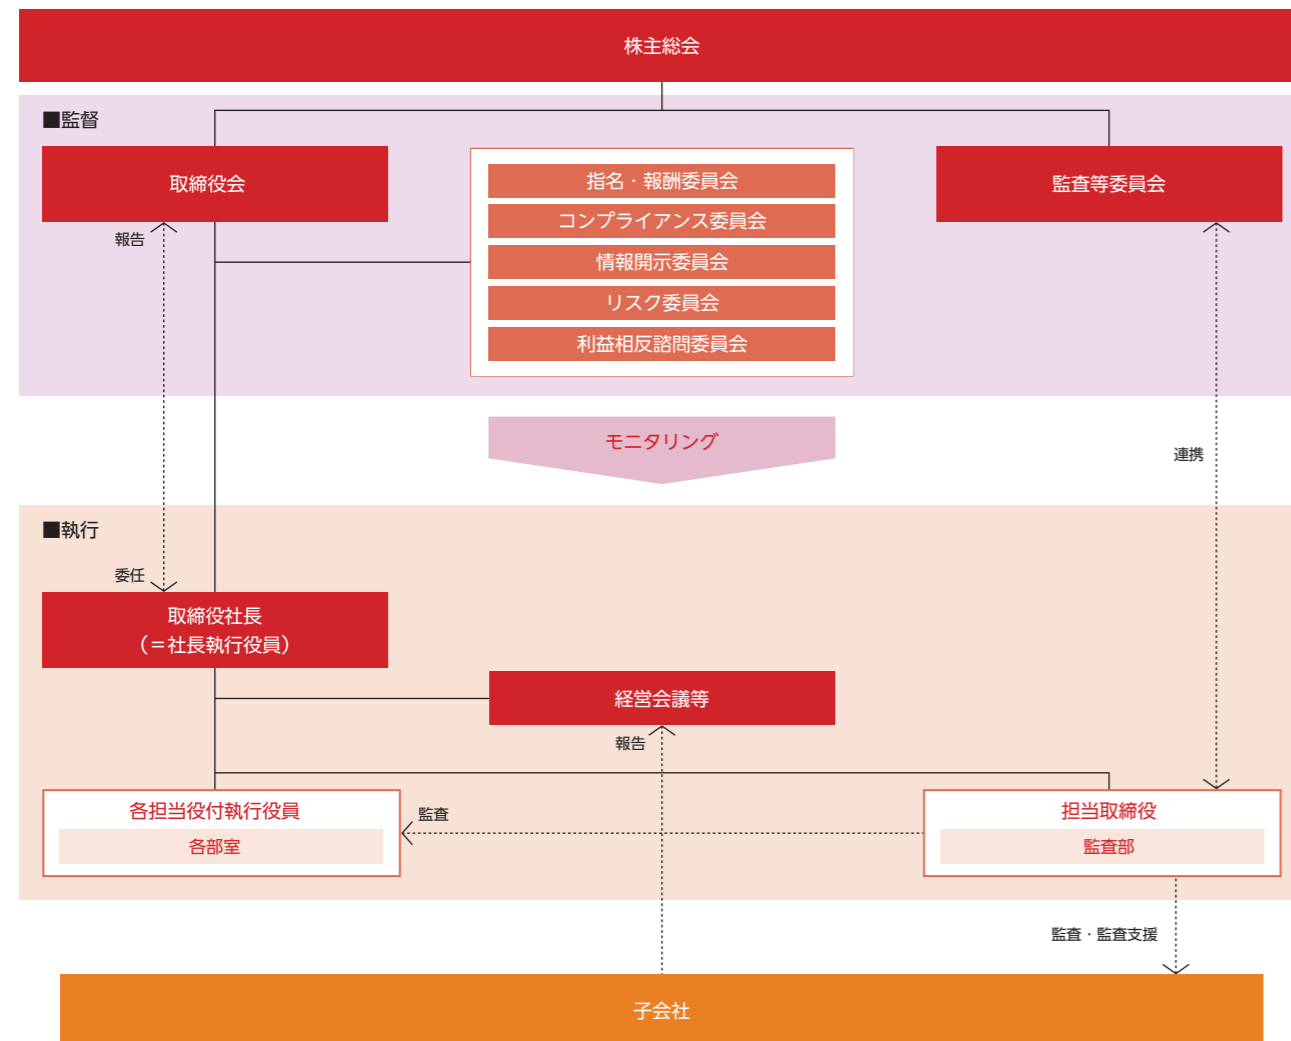 株主総会
■監督
取締役会
指名・報酬委員会
コンプライアンス委員会
情報開示委員会
リスク委員会
利益相反諮問委員会
監査等委員会
報告
モニタリング
連携
■執行
委任
取締役社長
（＝社長執行役員）
経営会議等
報告
各担当役付執行役員
各部室
監査
担当取締役
監査部
監査・監査支援
子会社